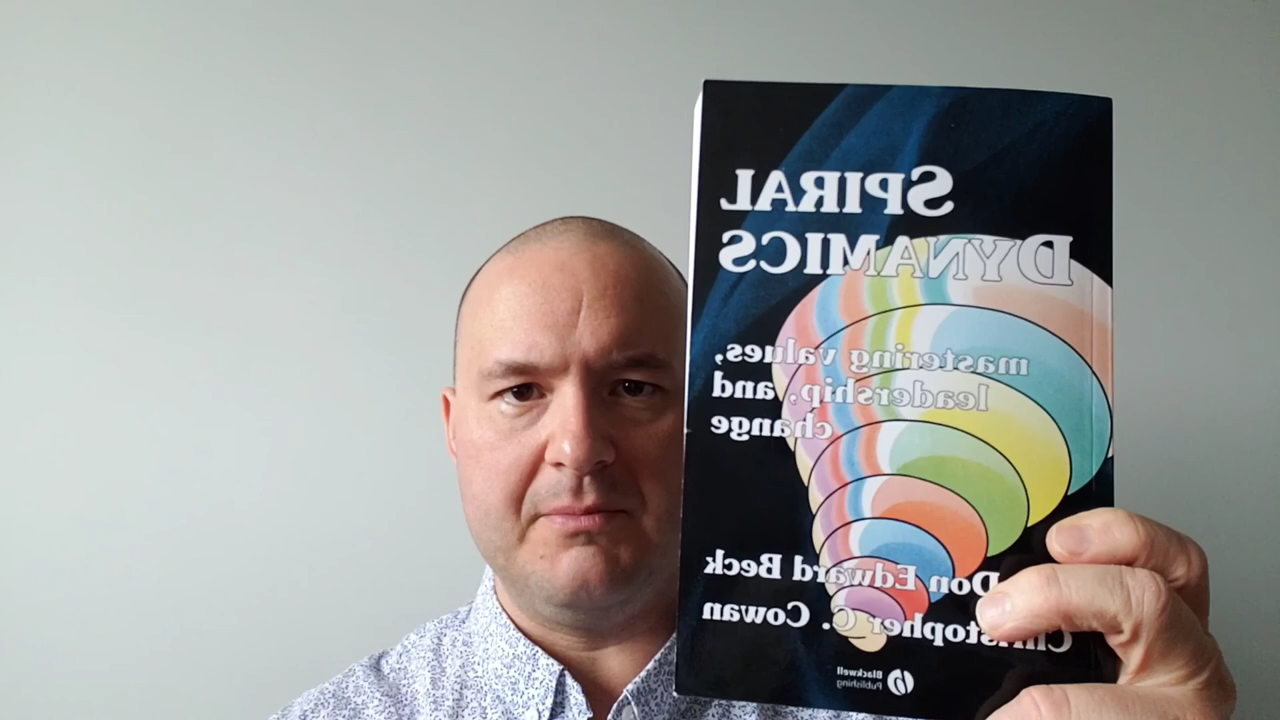 SPIRAL
DYNAMICS
mastering values,
leadership, and
change
Don Edward Beck
Christopher C. Cowan
Blackwell
Publishing